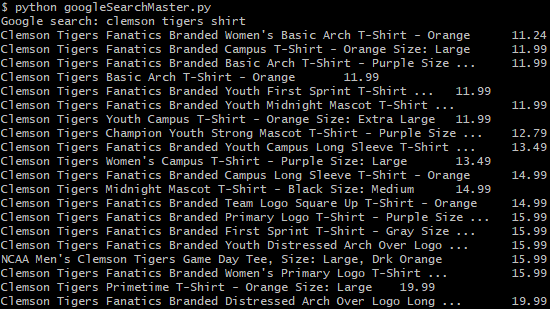 $ python googleSearchMaster.py
Google search: clemson tigers shirt
Clemson Tigers Fanatics Branded Women's Basic Arch T-Shirt - Orange 11.24
Clemson Tigers Fanatics Branded Campus T-Shirt - Orange Size: Large 11.99
Clemson Tigers Fanatics Branded Basic Arch T-Shirt - Purple Size ... 11.99
Clemson Tigers Basic Arch T-Shirt - Orange 11.99
Clemson Tigers Fanatics Branded Youth First Sprint T-Shirt ... 11.99
Clemson Tigers Fanatics Branded Youth Midnight Mascot T-Shirt ... 11.99
Clemson Tigers Youth Campus T-Shirt - Orange Size: Extra Large 11.99
Clemson Tigers Champion Youth Strong Mascot T-Shirt - Purple Size ... 12.79
Clemson Tigers Fanatics Branded Youth Campus Long Sleeve T-Shirt ... 13.49
Clemson Tigers Women's Campus T-Shirt - Purple Size: Large 13.49
Clemson Tigers Fanatics Branded Campus Long Sleeve T-Shirt - Orange 14.99
Clemson Tigers Midnight Mascot T-Shirt - Black Size: Medium 14.99
Clemson Tigers Fanatics Branded Team Logo Square Up T-Shirt - Orange 14.99
Clemson Tigers Fanatics Branded Primary Logo T-Shirt - Purple Size ... 15.99
Clemson Tigers Fanatics Branded First Sprint T-Shirt - Gray Size ... 15.99
Clemson Tigers Fanatics Branded Youth Distressed Arch Over Logo ... 15.99
NCAA Men's Clemson Tigers Game Day Tee, Size: Large, Drk Orange 15.99
Clemson Tigers Fanatics Branded Women's Primary Logo T-Shirt ... 15.99
Clemson Tigers Primetime T-Shirt - Orange Size: Large 19.99
Clemson Tigers Fanatics Branded Distressed Arch Over Logo Long ... 19.99